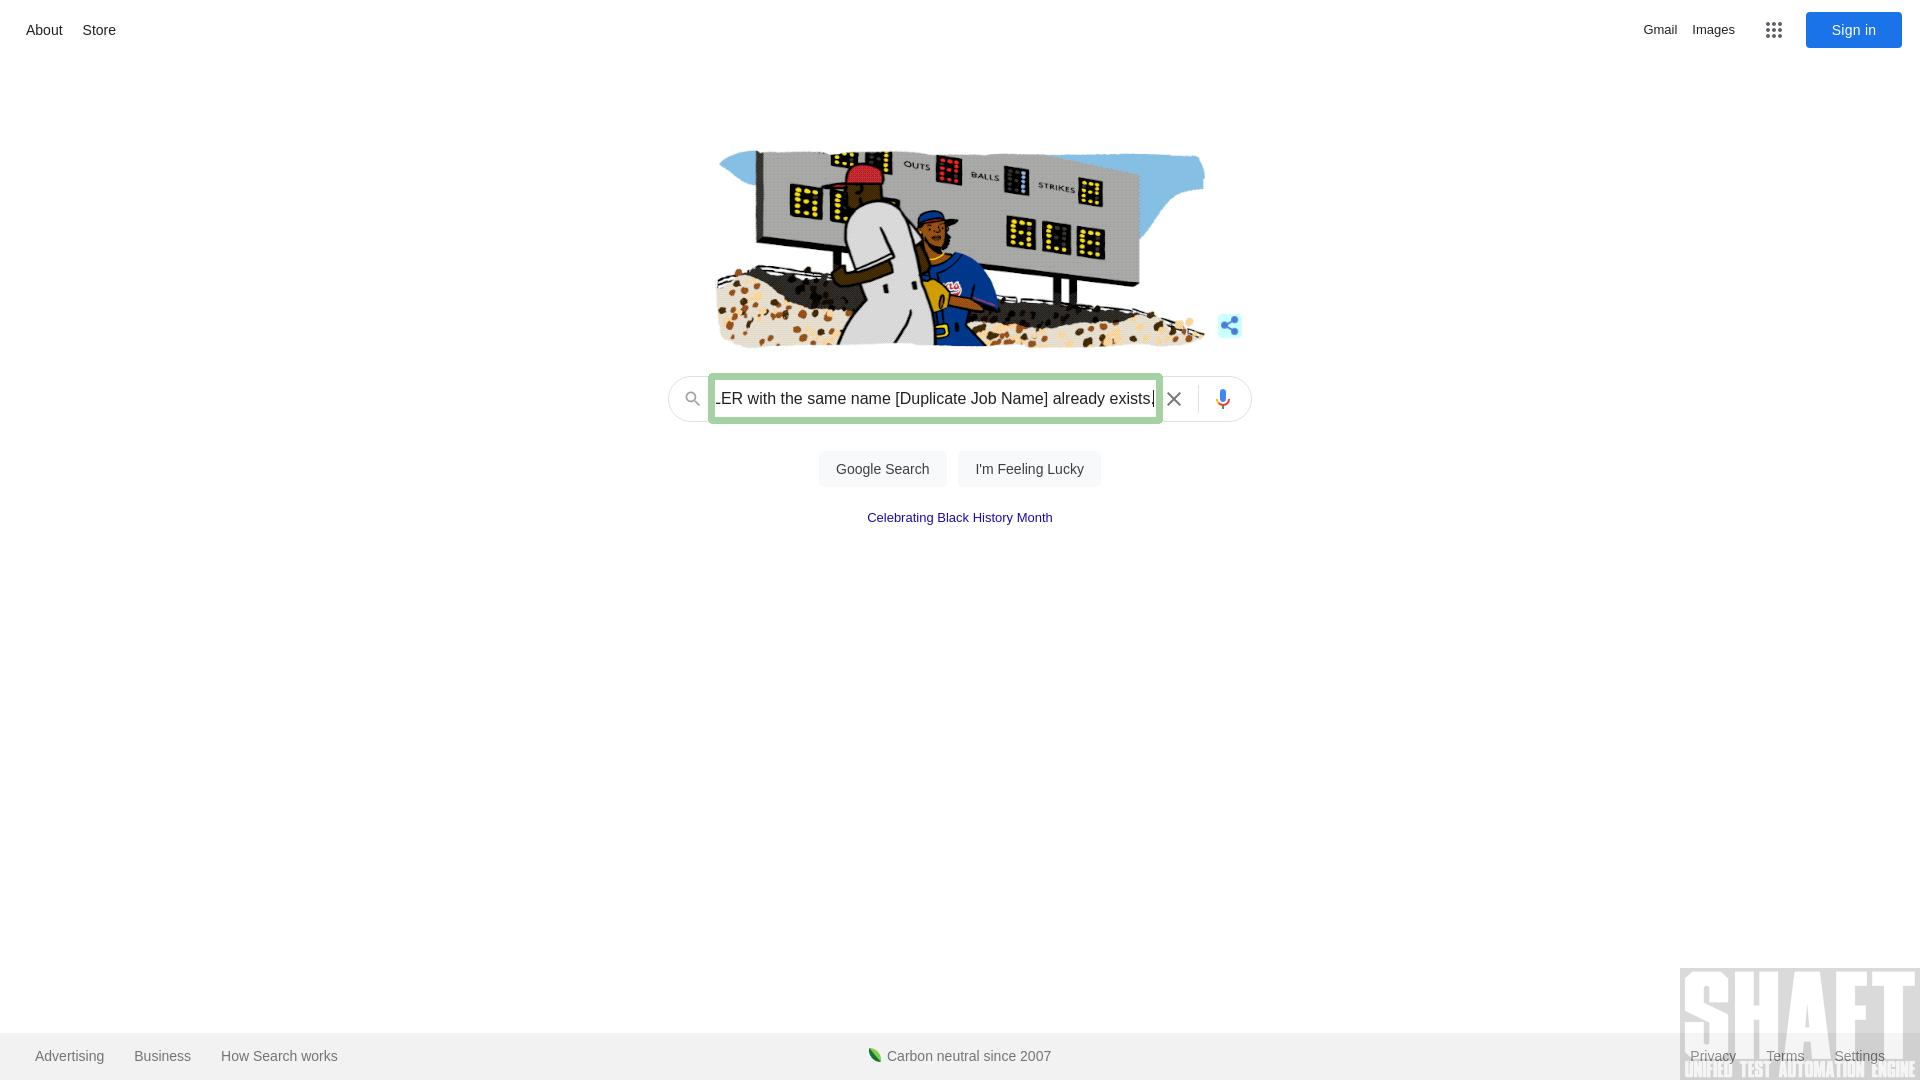 About Store
Gmail Images Sign in
OUTS BALLS STRIKES
LER with the same name [Duplicate Job Name] already exists.
Google Search I'm Feeling Lucky
Celebrating Black History Month
Advertising Business How Search works
Carbon neutral since 2007
Privacy Terms Settings
SHAFT
UNIFIED TEST AUTOMATION ENGINE